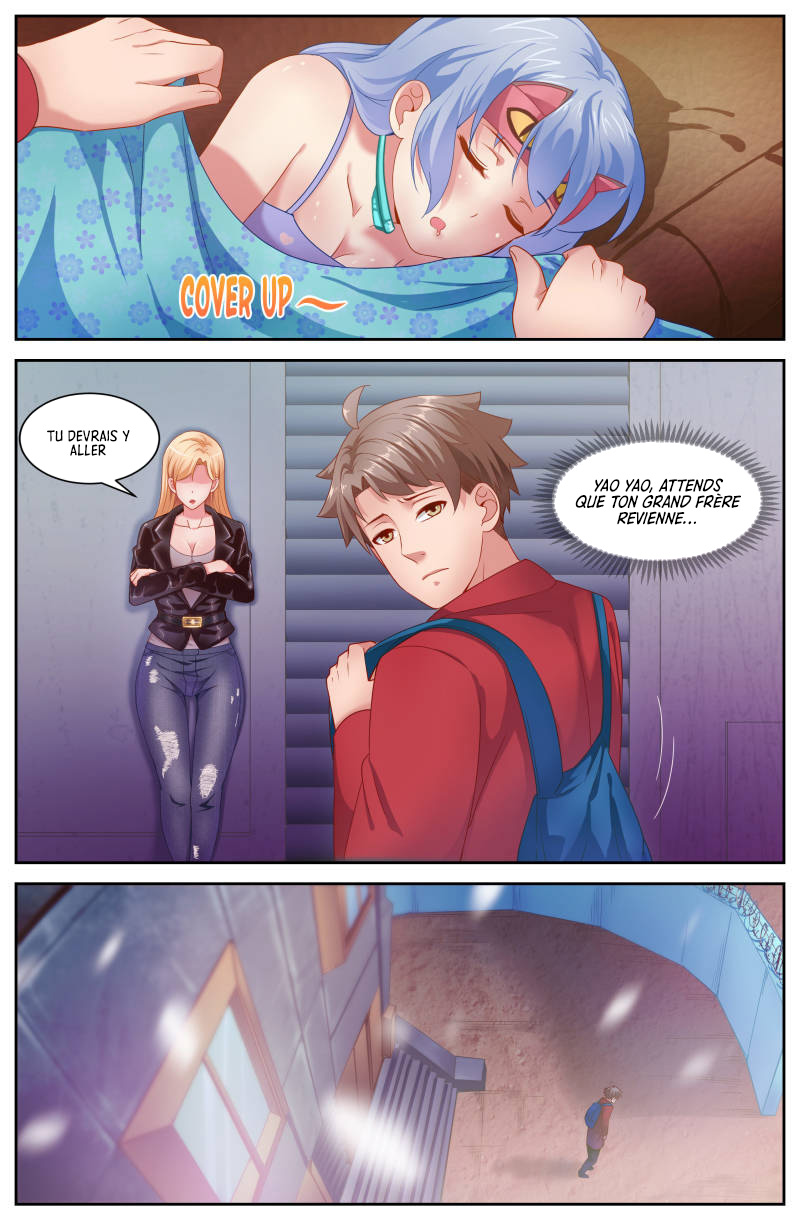 COVER UP～
TU DEVRAIS Y
ALLER
YAO YAO, ATTENDS
QUE TON GRAND FRÈRE
REVIENNE...